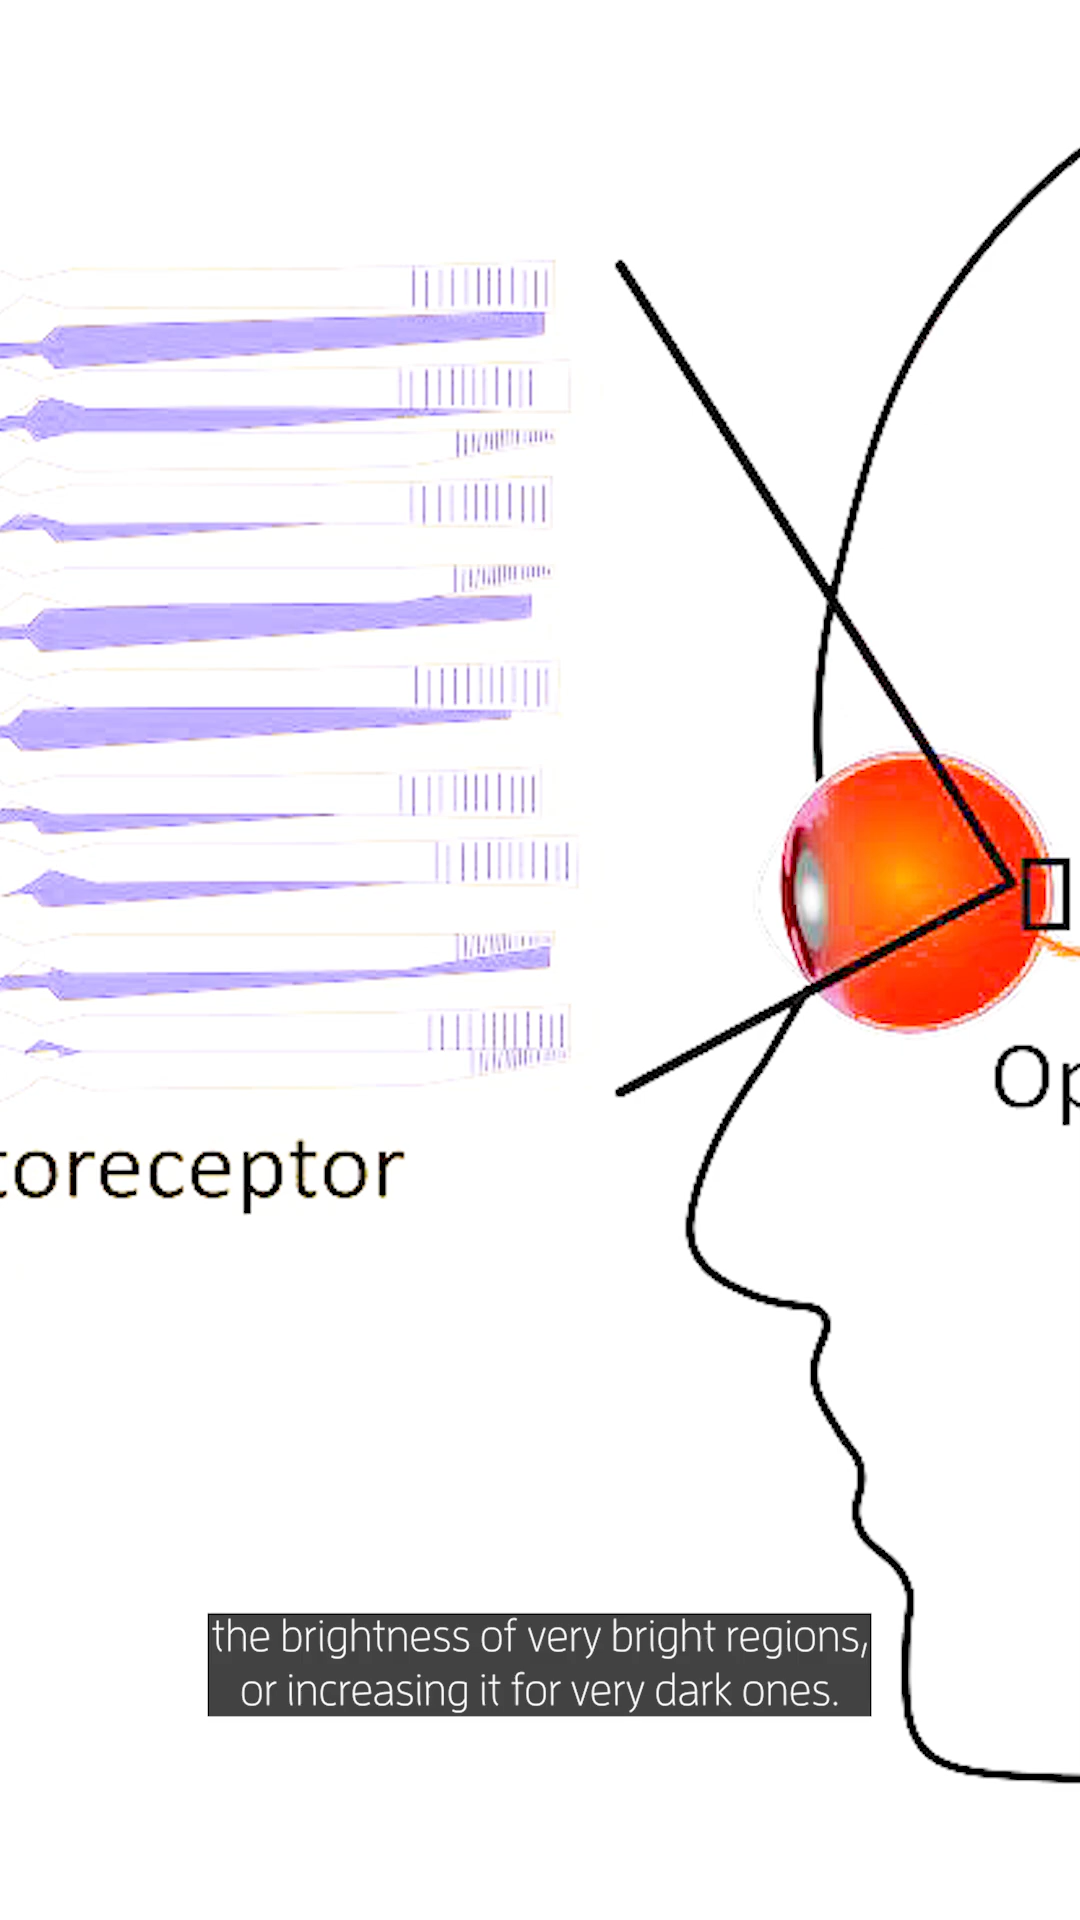 toreceptor
Op
the brightness of very bright regions,
or increasing it for very dark ones.